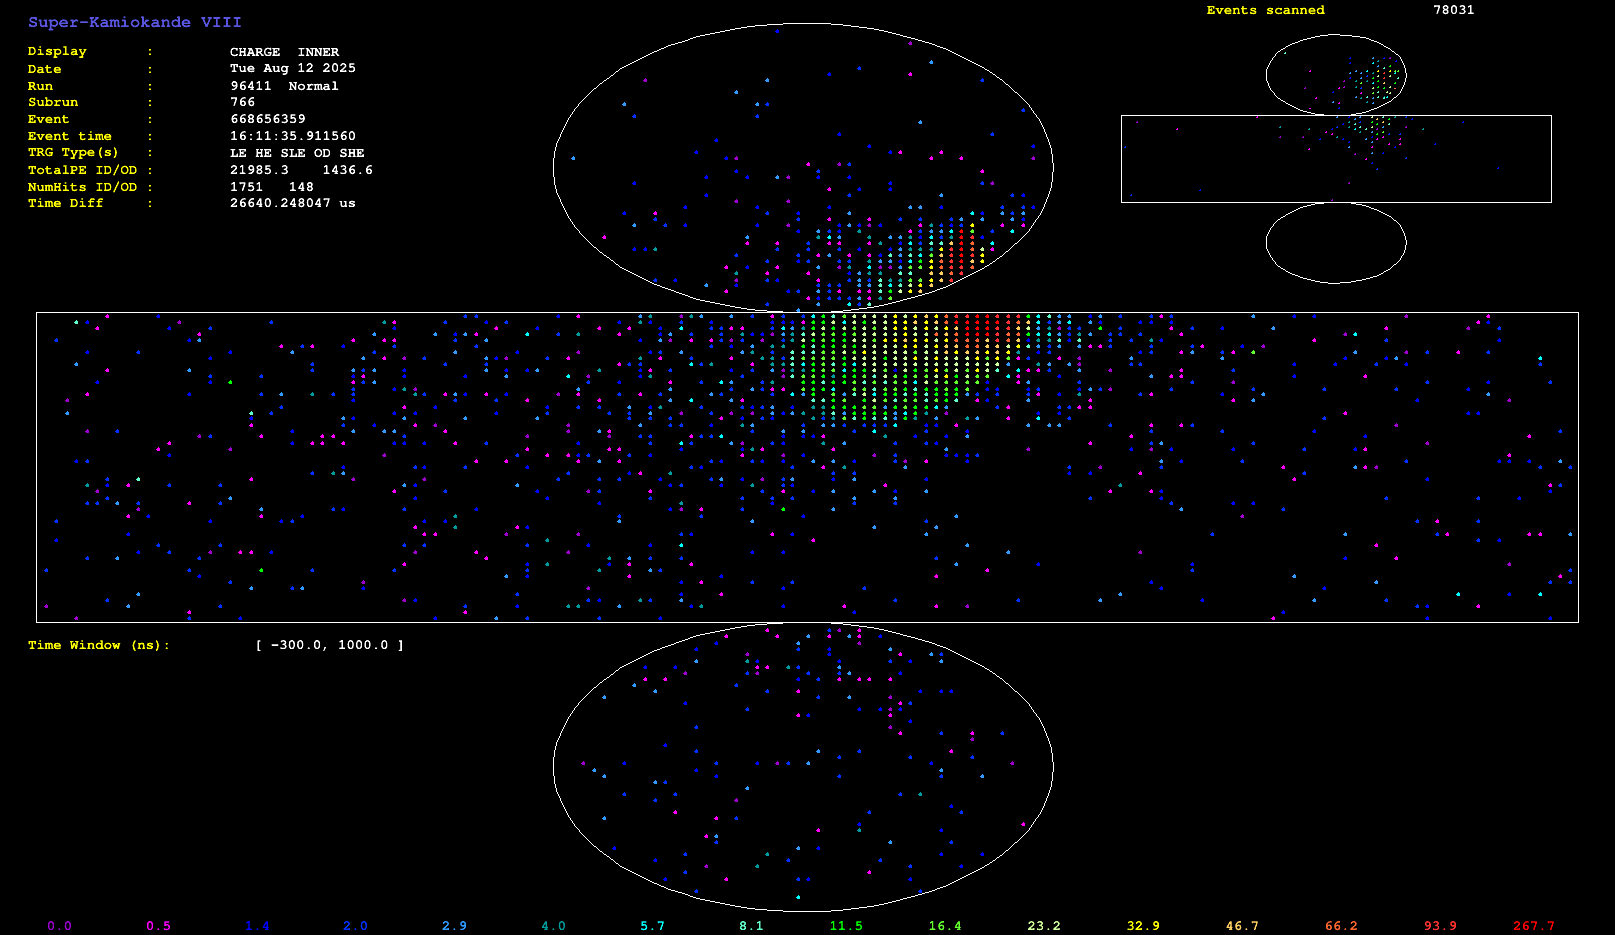 Super-Kamiokande VIII
Events scanned 78031
Display : CHARGE INNER
Date : Tue Aug 12 2025
Run : 96411 Normal
Subrun : 766
Event : 668656359
Event time : 16:11:35.911560
TRG Type(s) : LE HE SLE OD SHE
TotalPE ID/OD : 21985.3 1436.6
NumHits ID/OD : 1751 148
Time Diff : 26640.248047 us
Time Window (ns): [ -300.0, 1000.0 ]
0.0 0.5 1.4 2.0 2.9 4.0 5.7 8.1 11.5 16.4 23.2 32.9 46.7 66.2 93.9 267.7